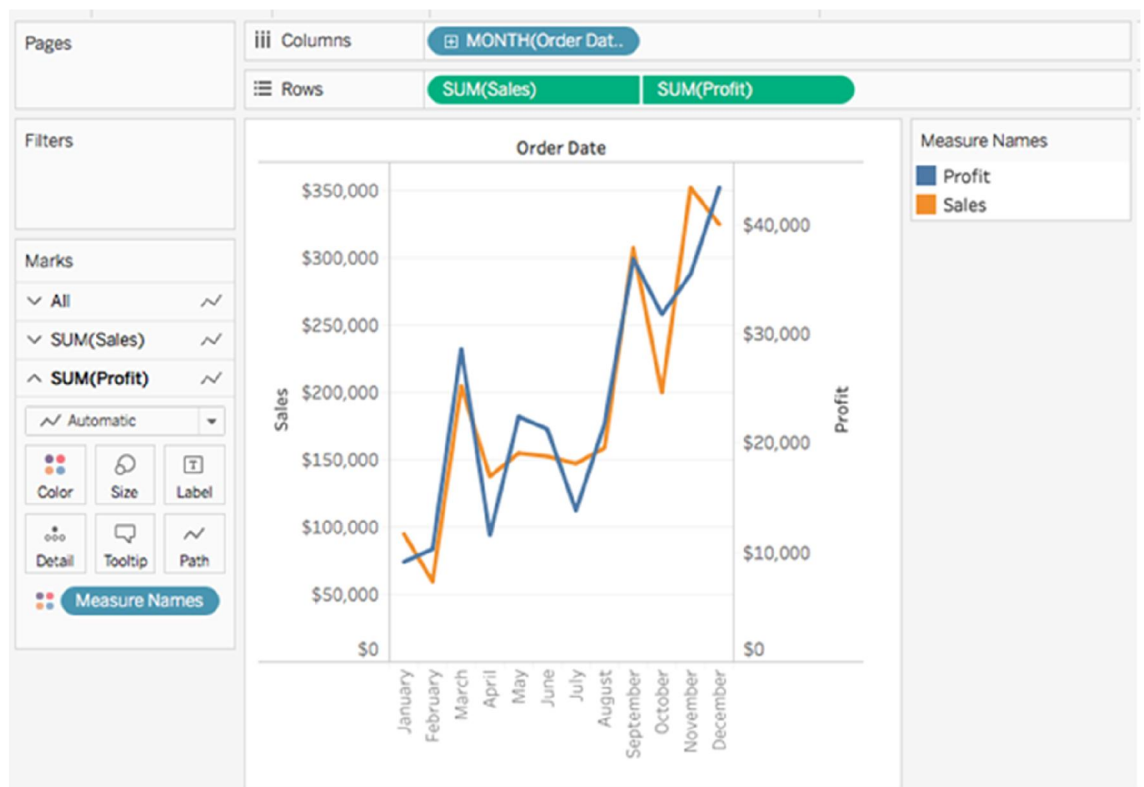 Pages
Columns
MONTH(Order Dat..
Rows
SUM(Sales)
SUM(Profit)
Filters
Marks
All
SUM(Sales)
SUM(Profit)
Automatic
Color
Size
Label
Detail
Tooltip
Path
Measure Names
Order Date
Sales
$350,000
$300,000
$250,000
$200,000
$150,000
$100,000
$50,000
$0
$40,000
$30,000
$20,000
$10,000
$0
Profit
January
February
March
April
May
June
July
August
September
October
November
December
Measure Names
Profit
Sales